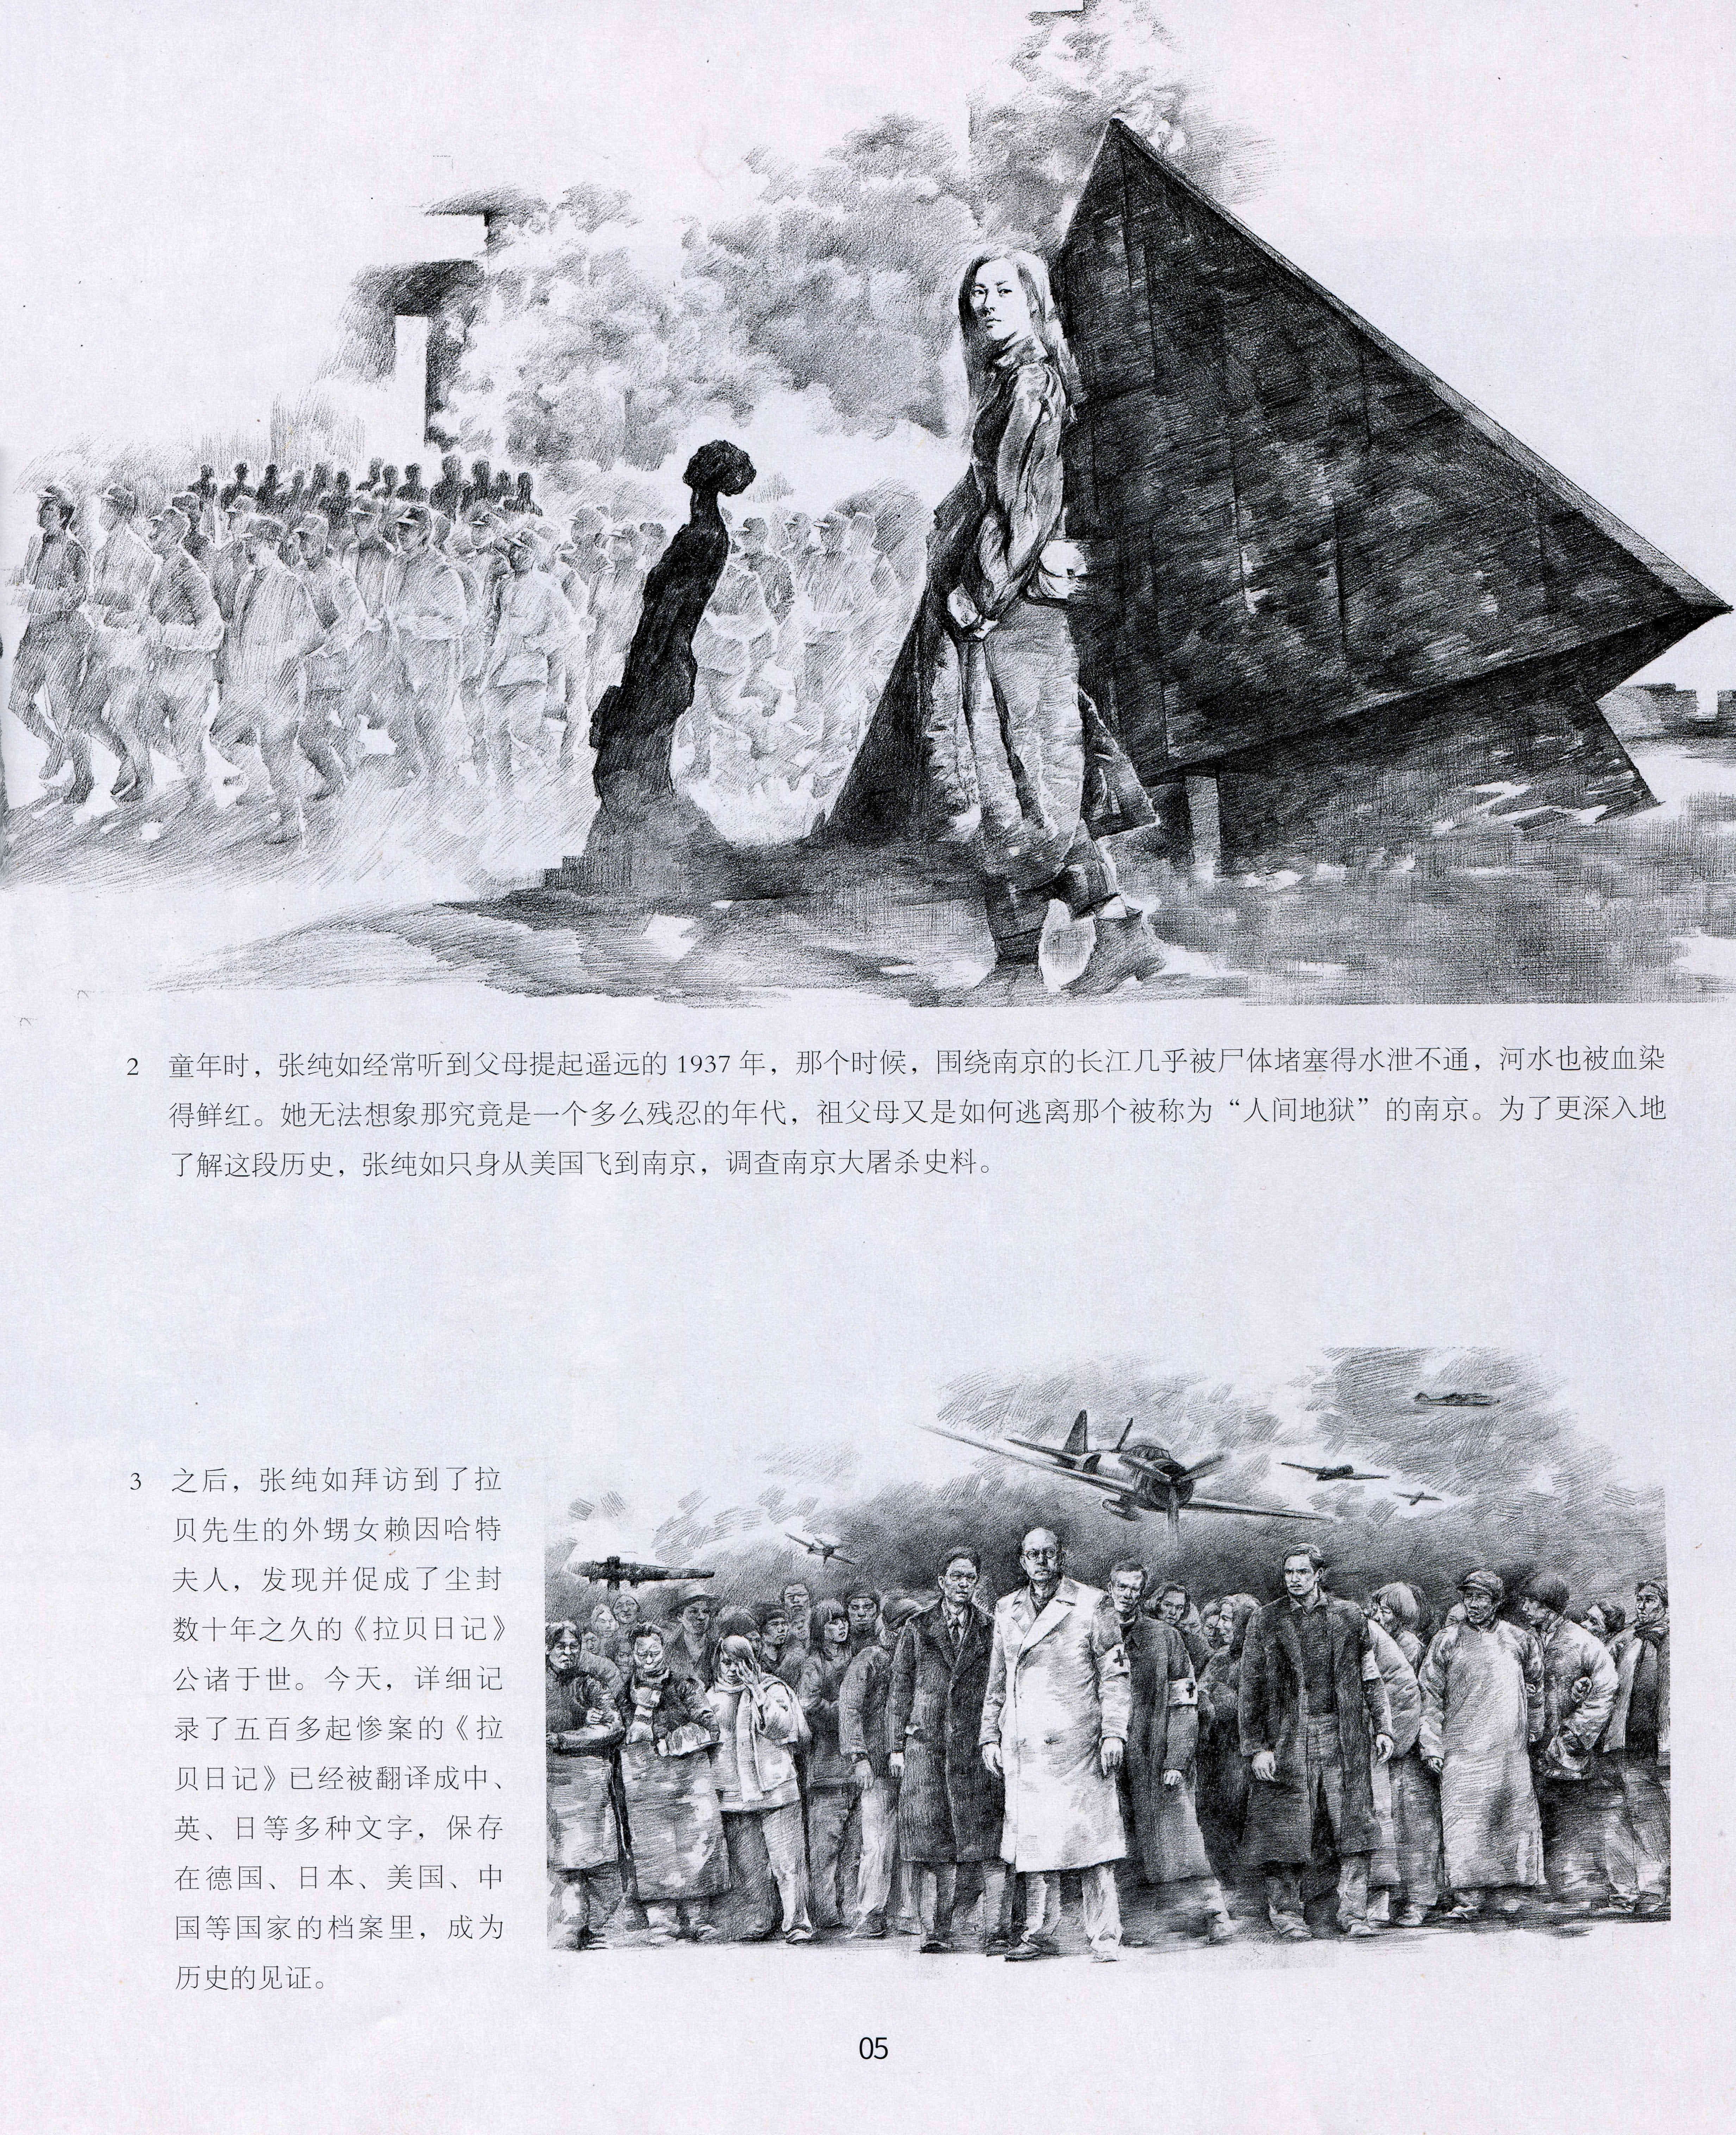 2 童年时，张纯如经常听到父母提起遥远的 1937 年，那个时候，围绕南京的长江几乎被尸体堵塞得水泄不通，河水也被血染
得鲜红。她无法想象那究竟是一个多么残忍的年代，祖父母又是如何逃离那个被称为“人间地狱”的南京。为了更深入地
了解这段历史，张纯如只身从美国飞到南京，调查南京大屠杀史料。
3 之后，张纯如拜访到了拉
贝先生的外甥女赖因哈特
夫人，发现并促成了尘封
数十年之久的《拉贝日记》
公诸于世。今天，详细记
录了五百多起惨案的《拉
贝日记》已经被翻译成中、
英、日等多种文字，保存
在德国、日本、美国、中
国等国家的档案里，成为
历史的见证。
05